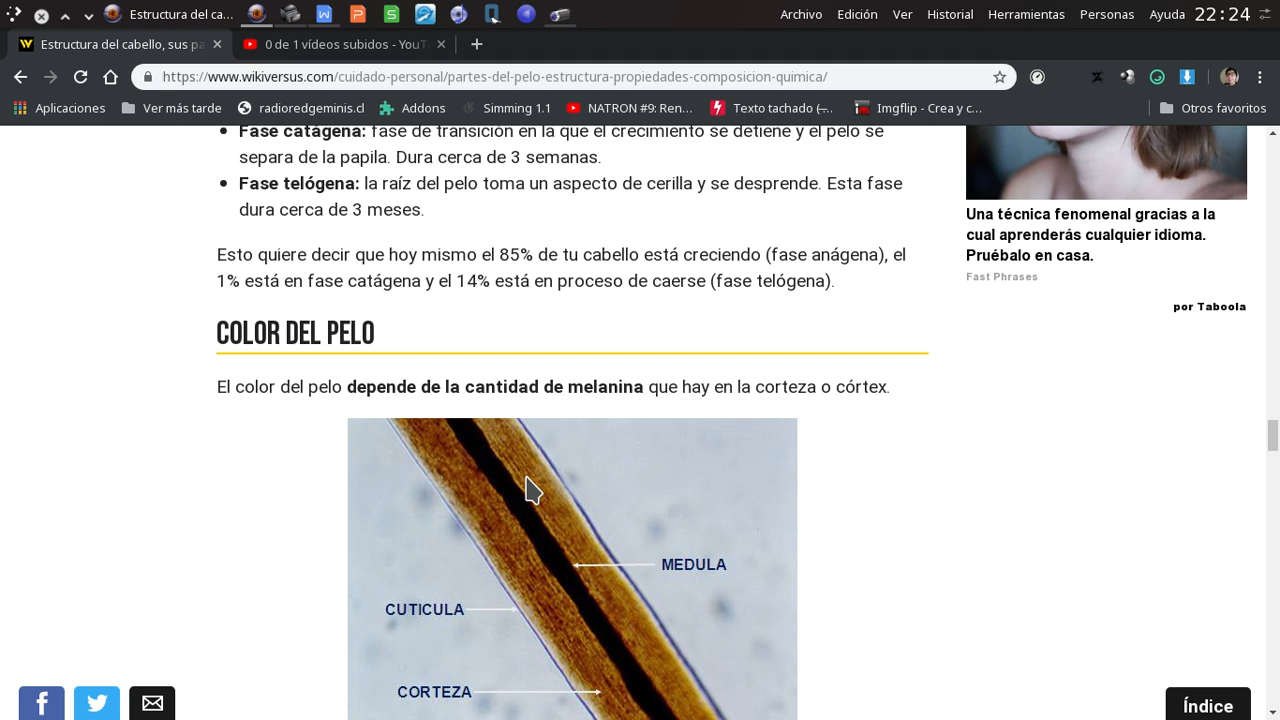 Estructura del ca…
Archivo Edición Ver Historial Herramientas Personas Ayuda 22:24
Estructura del cabello, sus pa
0 de 1 vídeos subidos - YouT
https://www.wikiversus.com/cuidado-personal/partes-del-pelo-estructura-propiedades-composicion-quimica/
Aplicaciones Ver más tarde radioredgeminis.cl Addons Simming 1.1 NATRON #9: Ren… Texto tachado (̶… Imgflip - Crea y c… Otros favoritos
Fase catágena: fase de transición en la que el crecimiento se detiene y el pelo se
separa de la papila. Dura cerca de 3 semanas.
Fase telógena: la raíz del pelo toma un aspecto de cerilla y se desprende. Esta fase
dura cerca de 3 meses.
Esto quiere decir que hoy mismo el 85% de tu cabello está creciendo (fase anágena), el
1% está en fase catágena y el 14% está en proceso de caerse (fase telógena).
COLOR DEL PELO
El color del pelo depende de la cantidad de melanina que hay en la corteza o córtex.
MEDULA
CUTICULA
CORTEZA
Una técnica fenomenal gracias a la
cual aprenderás cualquier idioma.
Pruébalo en casa.
Fast Phrases
por Taboola
Índice